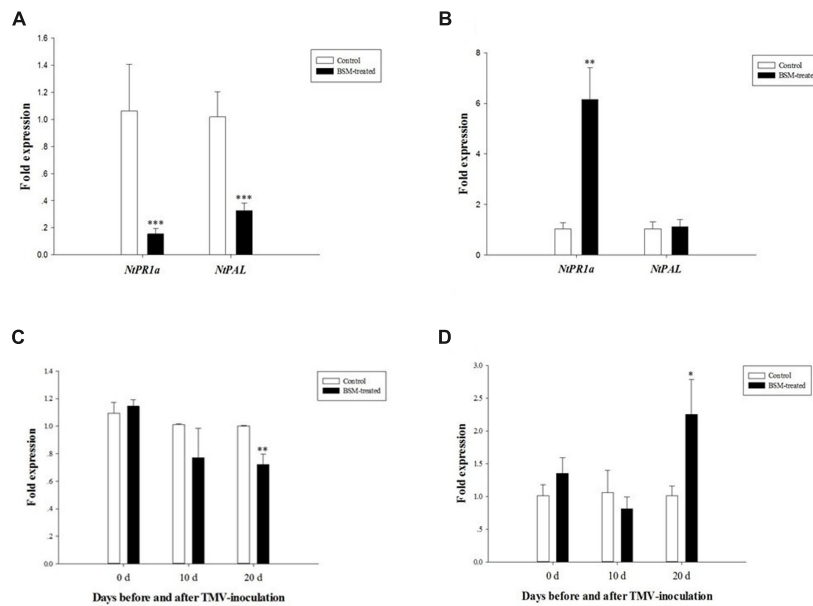 A
1.6
1.4
1.2
1.0
.8
.6
.4
.2
0.0
Fold expression
Control
BSM-treated
***
***
NtPR1a
NtPAL
B
8
6
4
2
0
Fold expression
Control
BSM-treate
**
NtPR1a
NtPAL
C
1.4
1.2
1.0
.8
.6
.4
.2
0.0
Fold expression
Control
BSM-treated
**
0 d
10 d
20 d
Days before and after TMV-inoculation
D
3.0
2.5
2.0
1.5
1.0
.5
0.0
Fold expression
Control
BSM-treated
*
0 d
10 d
20 d
Days before and after TMV-inoculation